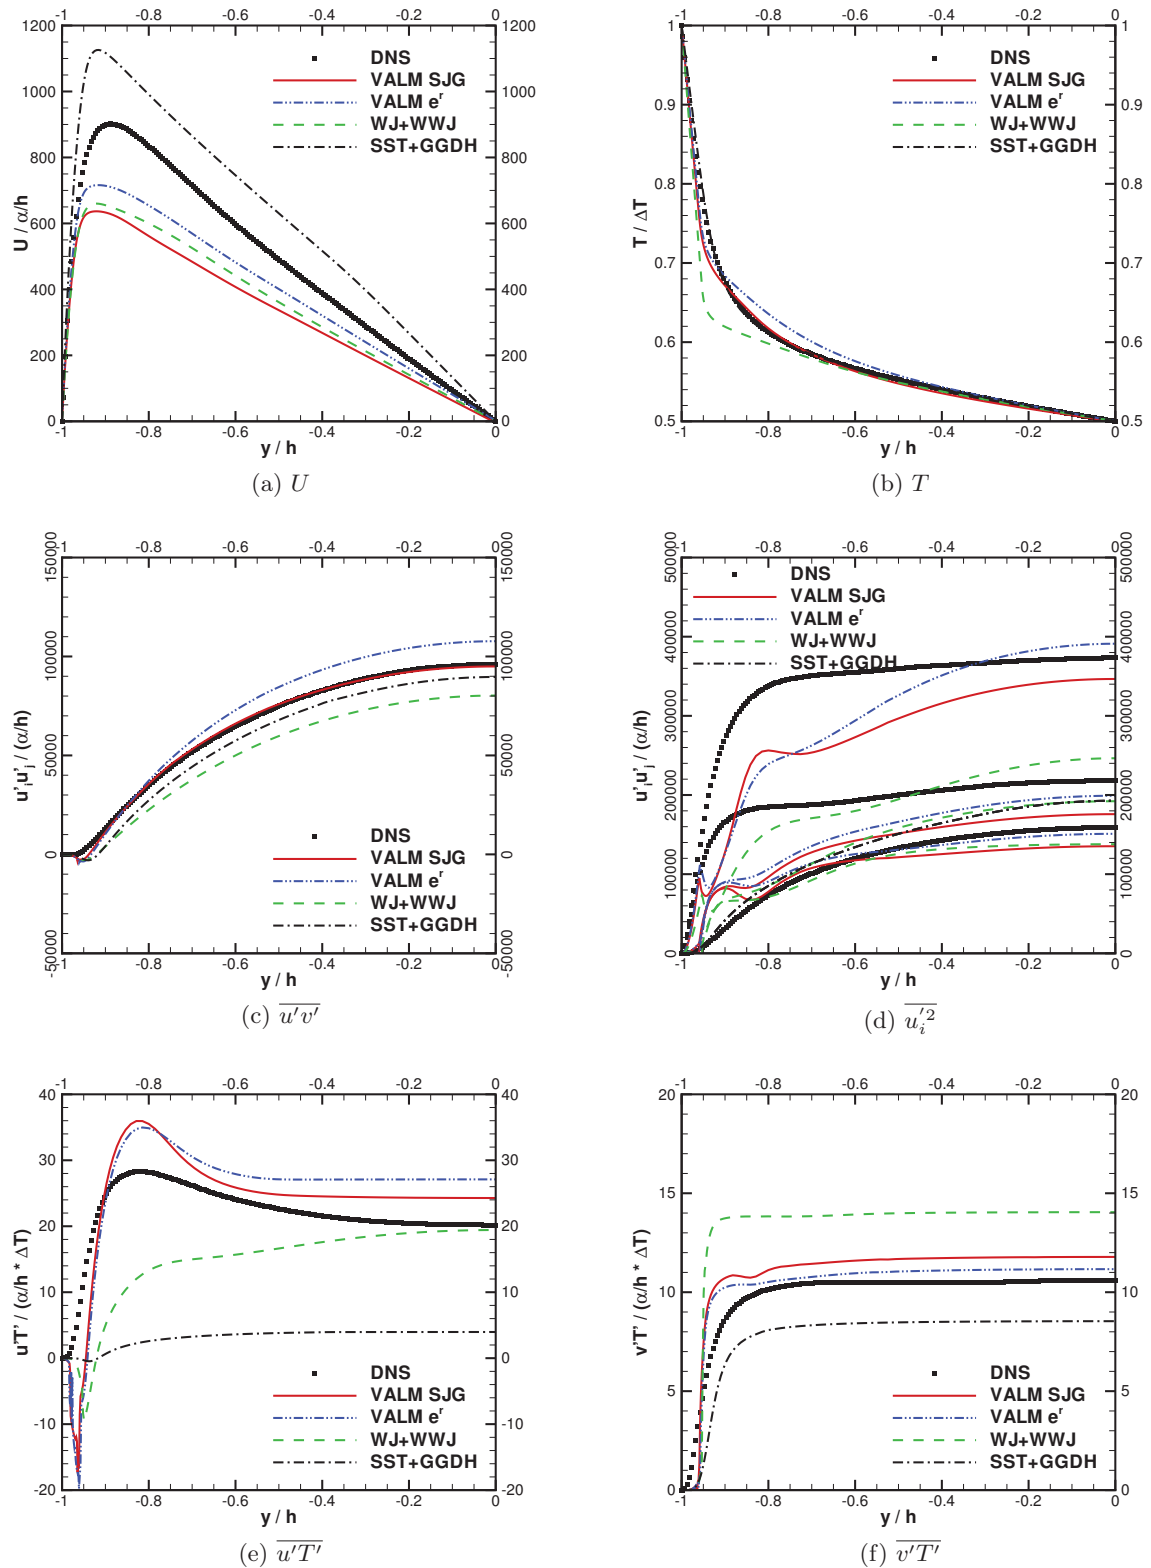 -1 -0.8 -0.6 -0.4 -0.2 0
1200 1200
1000 1000
800 800
600 600
400 400
200 200
0 0
-1 -0.8 -0.6 -0.4 -0.2 0
U / α/h
y / h
DNS
VALM SJG
VALM e^r
WJ+WWJ
SST+GGDH
(a) U
-1 -0.8 -0.6 -0.4 -0.2 0
1 1
0.9 0.9
0.8 0.8
0.7 0.7
0.6 0.6
0.5 0.5
-1 -0.8 -0.6 -0.4 -0.2 0
T / ΔT
y / h
DNS
VALM SJG
VALM e^r
WJ+WWJ
SST+GGDH
(b) T
-1 -0.8 -0.6 -0.4 -0.2 0
150000 150000
100000 100000
50000 50000
0 0
-50000 -50000
-1 -0.8 -0.6 -0.4 -0.2 0
u'_i u'_j / (α/h)
y / h
DNS
VALM SJG
VALM e^r
WJ+WWJ
SST+GGDH
(c) \overline{u'v'}
-1 -0.8 -0.6 -0.4 -0.2 0
500000 500000
400000 400000
300000 300000
200000 200000
100000 100000
0 0
-1 -0.8 -0.6 -0.4 -0.2 0
u'_i u'_j / (α/h)
y / h
DNS
VALM SJG
VALM e^r
WJ+WWJ
SST+GGDH
(d) \overline{u_i'^2}
-1 -0.8 -0.6 -0.4 -0.2 0
40 40
30 30
20 20
10 10
0 0
-10 -10
-20 -20
-1 -0.8 -0.6 -0.4 -0.2 0
u'T' / (α/h * ΔT)
y / h
DNS
VALM SJG
VALM e^r
WJ+WWJ
SST+GGDH
(e) \overline{u'T'}
-1 -0.8 -0.6 -0.4 -0.2 0
20 20
15 15
10 10
5 5
0 0
-1 -0.8 -0.6 -0.4 -0.2 0
v'T' / (α/h * ΔT)
y / h
DNS
VALM SJG
VALM e^r
WJ+WWJ
SST+GGDH
(f) \overline{v'T'}